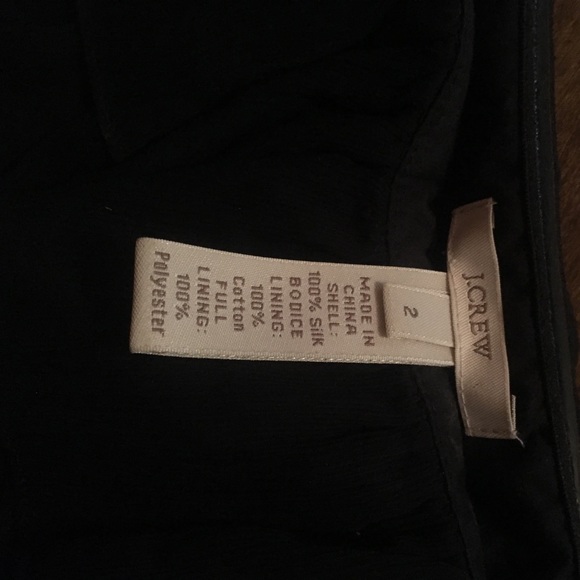 J.CREW
2
MADE IN
CHINA
SHELL:
100% SILK
BODICE
LINING:
100%
Cotton
FULL
LINING:
100%
Polyester